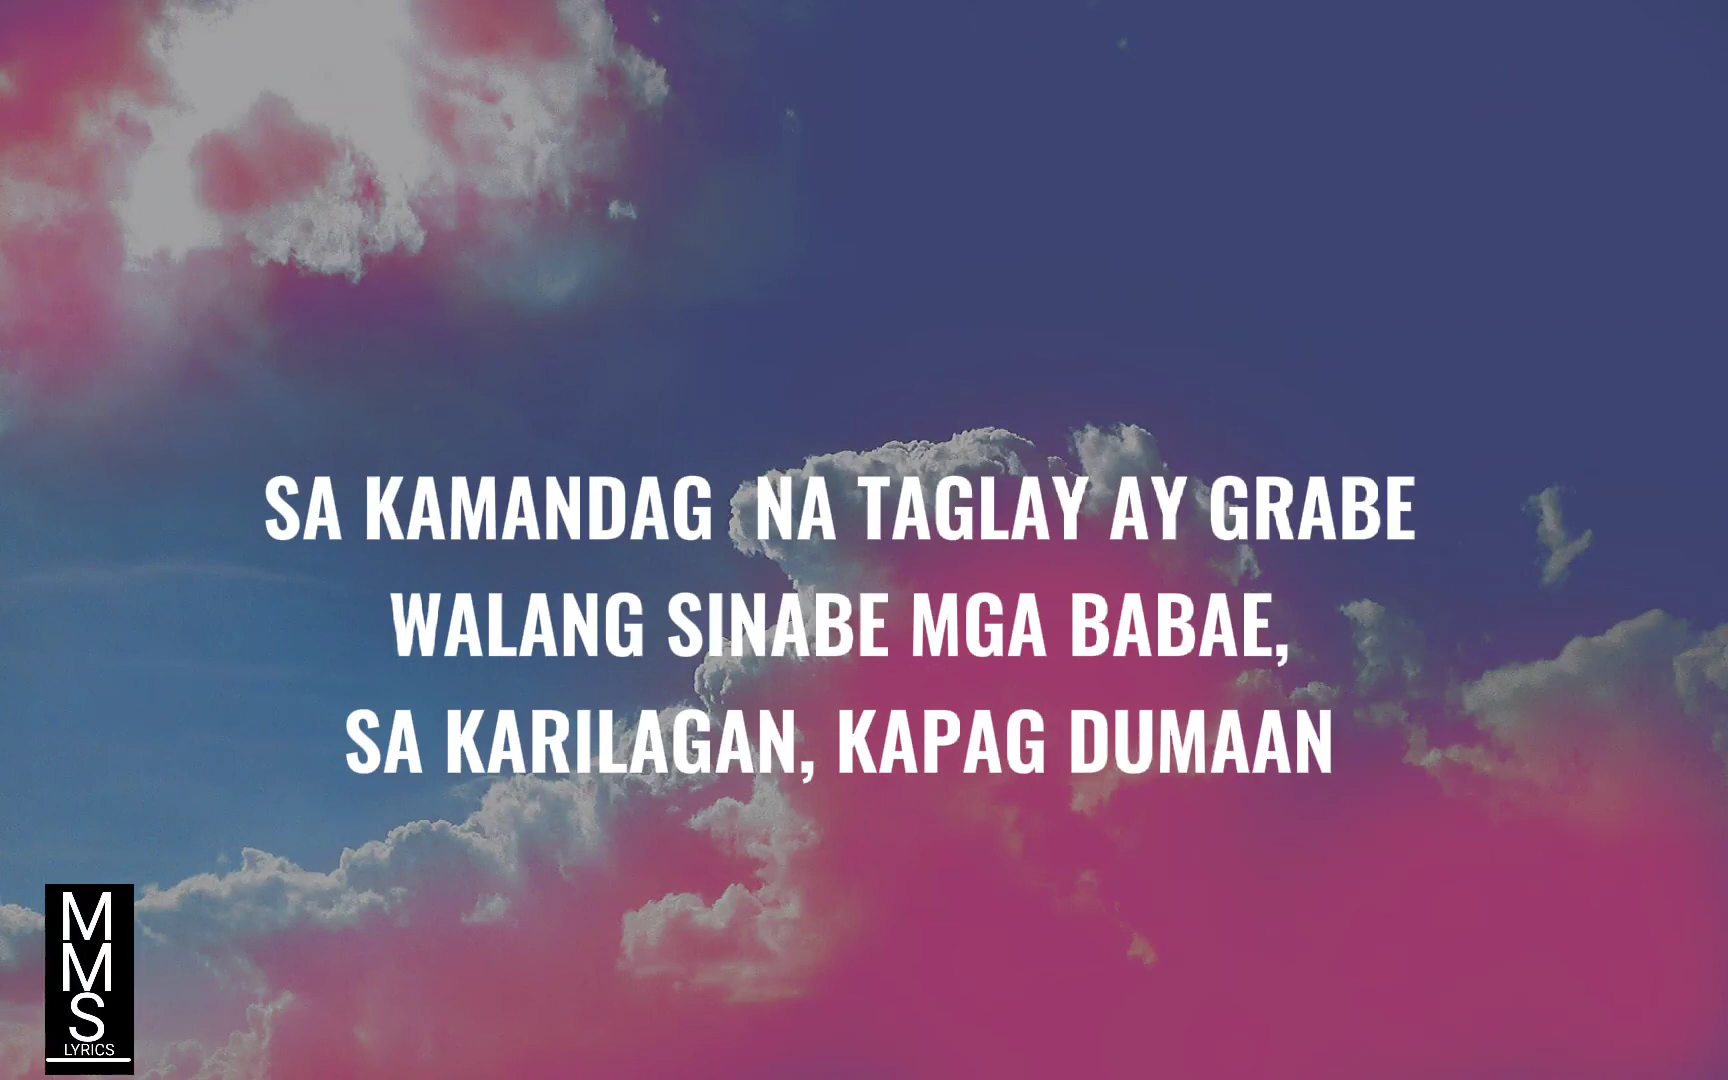 SA KAMANDAG  NA TAGLAY AY GRABE
WALANG SINABE MGA BABAE,
SA KARILAGAN, KAPAG DUMAAN
M
M
S
LYRICS